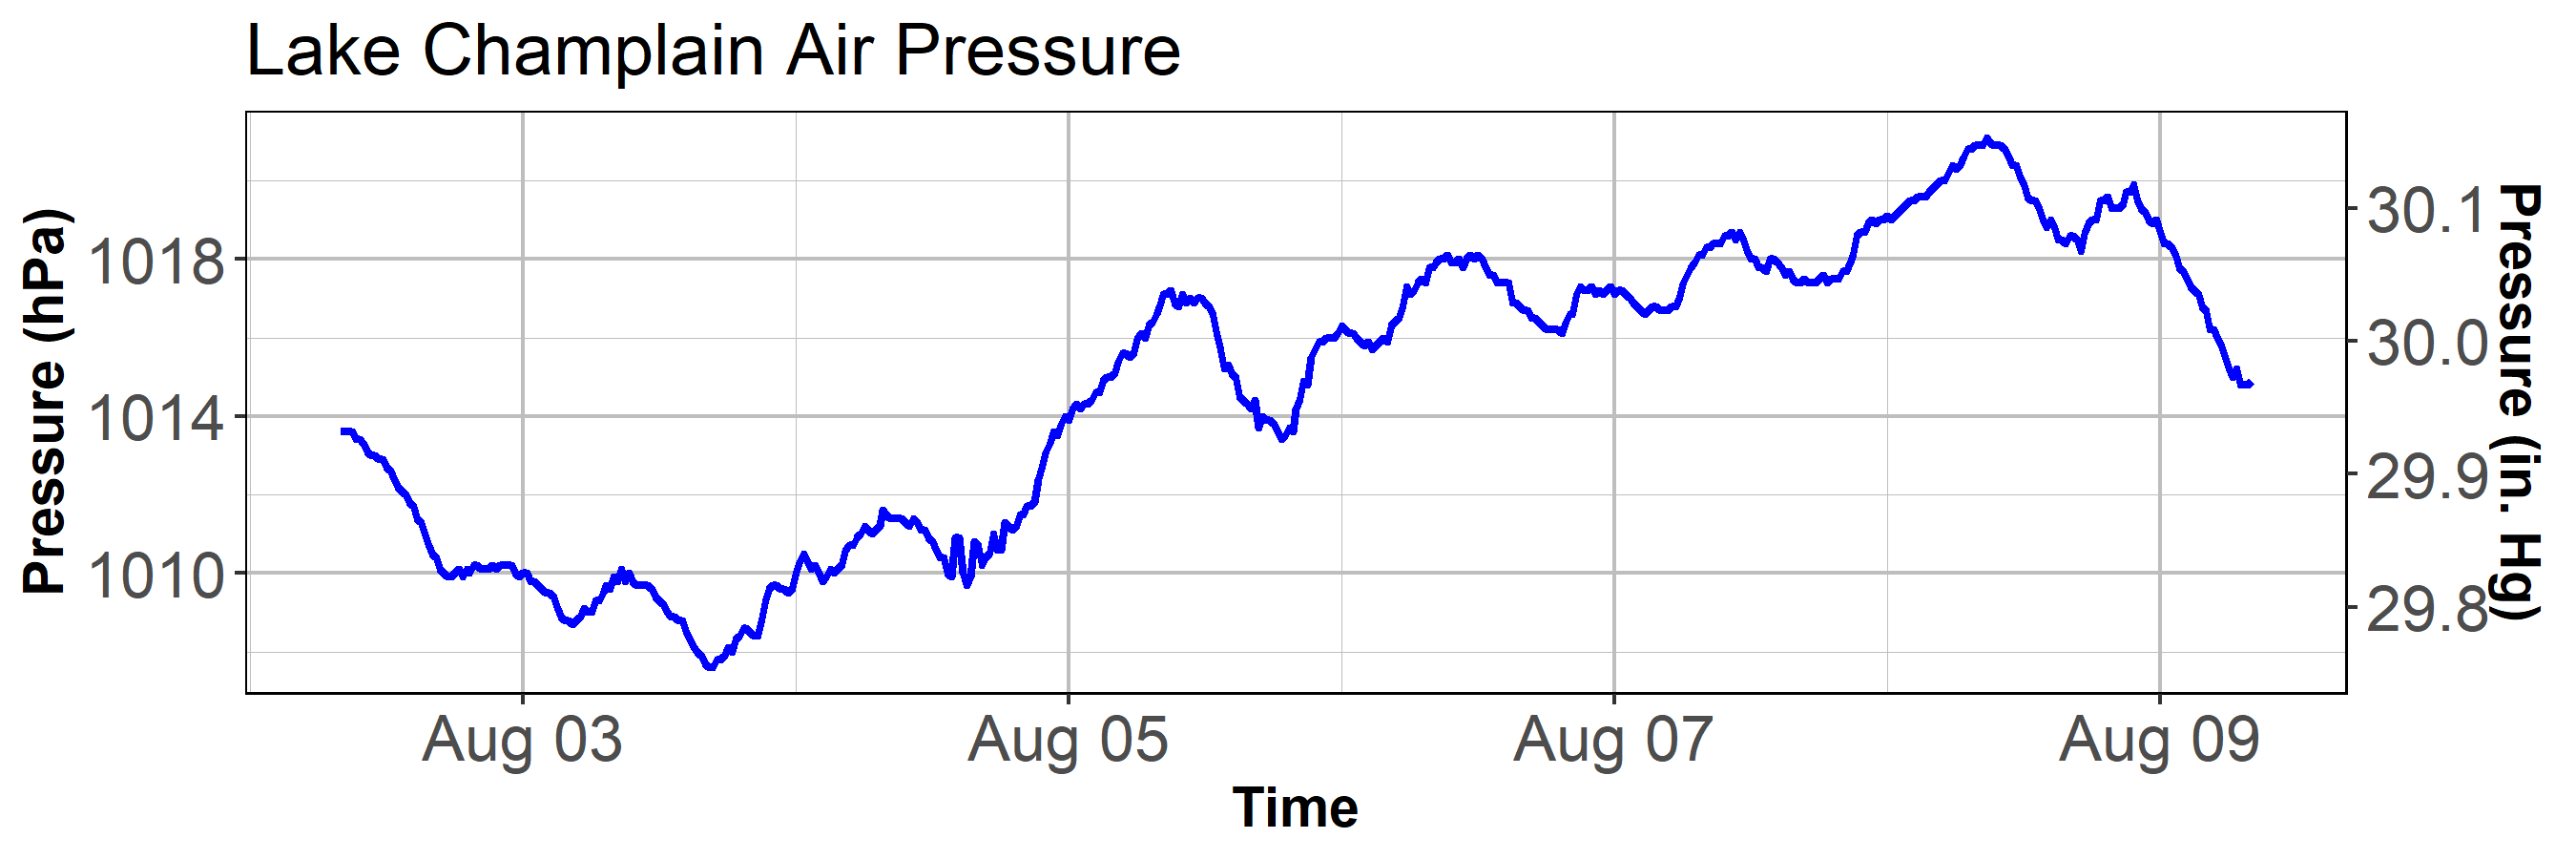 Lake Champlain Air Pressure
Pressure (hPa)
1018
1014
1010
30.1
30.0
29.9
29.8
Pressure (in. Hg)
Aug 03 Aug 05 Aug 07 Aug 09
Time